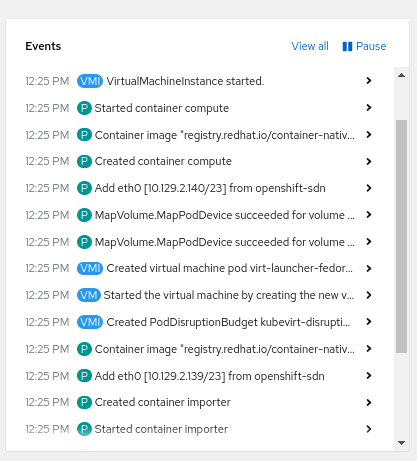 Events View all Pause
12:25 PM VMI VirtualMachineInstance started.
12:25 PM P Started container compute
12:25 PM P Container image "registry.redhat.io/container-nativ...
12:25 PM P Created container compute
12:25 PM P Add eth0 [10.129.2.140/23] from openshift-sdn
12:25 PM P MapVolume.MapPodDevice succeeded for volume ...
12:25 PM P MapVolume.MapPodDevice succeeded for volume ...
12:25 PM VMI Created virtual machine pod virt-launcher-fedor...
12:25 PM VM Started the virtual machine by creating the new v...
12:25 PM VMI Created PodDisruptionBudget kubevirt-disrupti...
12:25 PM P Container image "registry.redhat.io/container-nativ...
12:25 PM P Add eth0 [10.129.2.139/23] from openshift-sdn
12:25 PM P Created container importer
12:25 PM P Started container importer